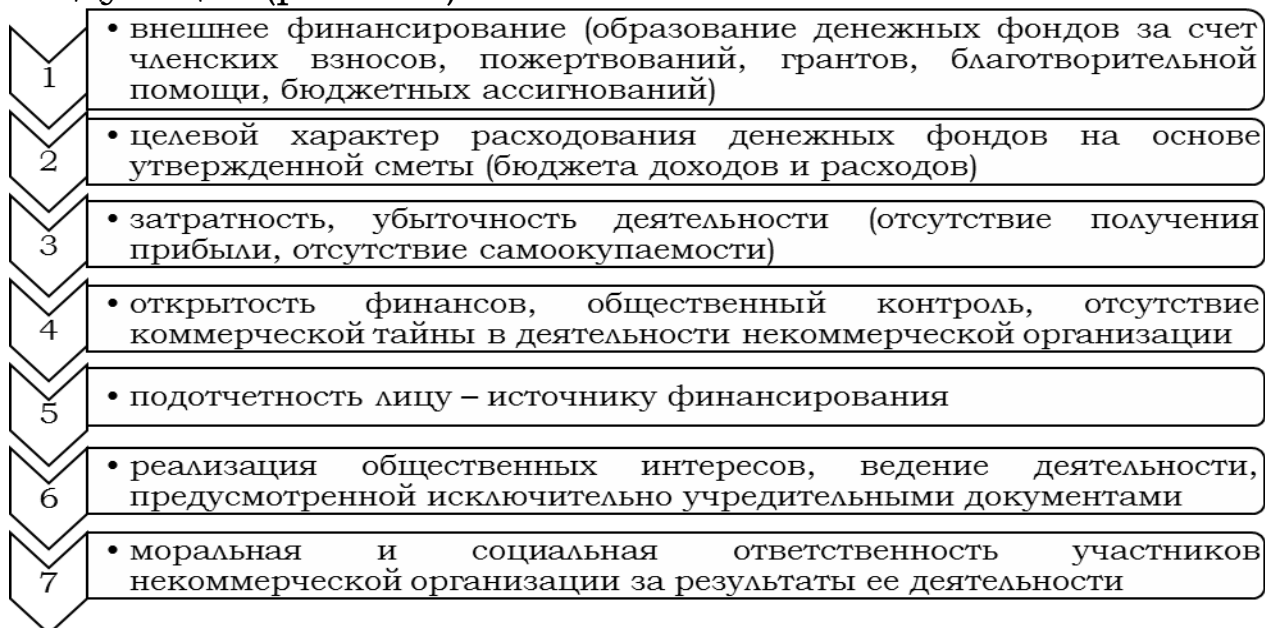 1
• внешнее финансирование (образование денежных фондов за счет
членских взносов, пожертвований, грантов, благотворительной
помощи, бюджетных ассигнований)
2
• целевой характер расходования денежных фондов на основе
утвержденной сметы (бюджета доходов и расходов)
3
• затратность, убыточность деятельности (отсутствие получения
прибыли, отсутствие самоокупаемости)
4
• открытость финансов, общественный контроль, отсутствие
коммерческой тайны в деятельности некоммерческой организации
5
• подотчетность лицу – источнику финансирования
6
• реализация общественных интересов, ведение деятельности,
предусмотренной исключительно учредительными документами
7
• моральная и социальная ответственность участников
некоммерческой организации за результаты ее деятельности